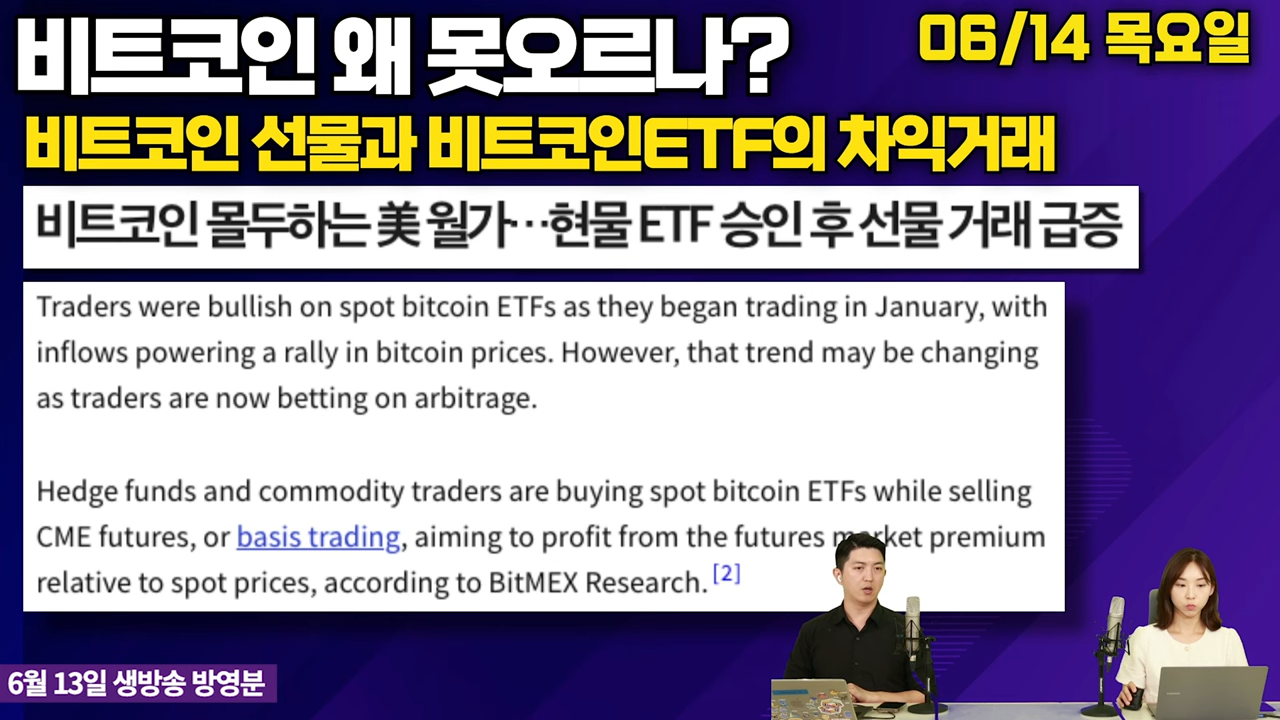 비트코인 왜 못오르나?
06/14 목요일
비트코인 선물과 비트코인ETF의 차익거래
비트코인 몰두하는 美 월가…현물 ETF 승인 후 선물 거래 급증
Traders were bullish on spot bitcoin ETFs as they began trading in January, with
inflows powering a rally in bitcoin prices. However, that trend may be changing
as traders are now betting on arbitrage.
Hedge funds and commodity traders are buying spot bitcoin ETFs while selling
CME futures, or basis trading, aiming to profit from the futures market premium
relative to spot prices, according to BitMEX Research. [2]
6월 13일 생방송 방영분